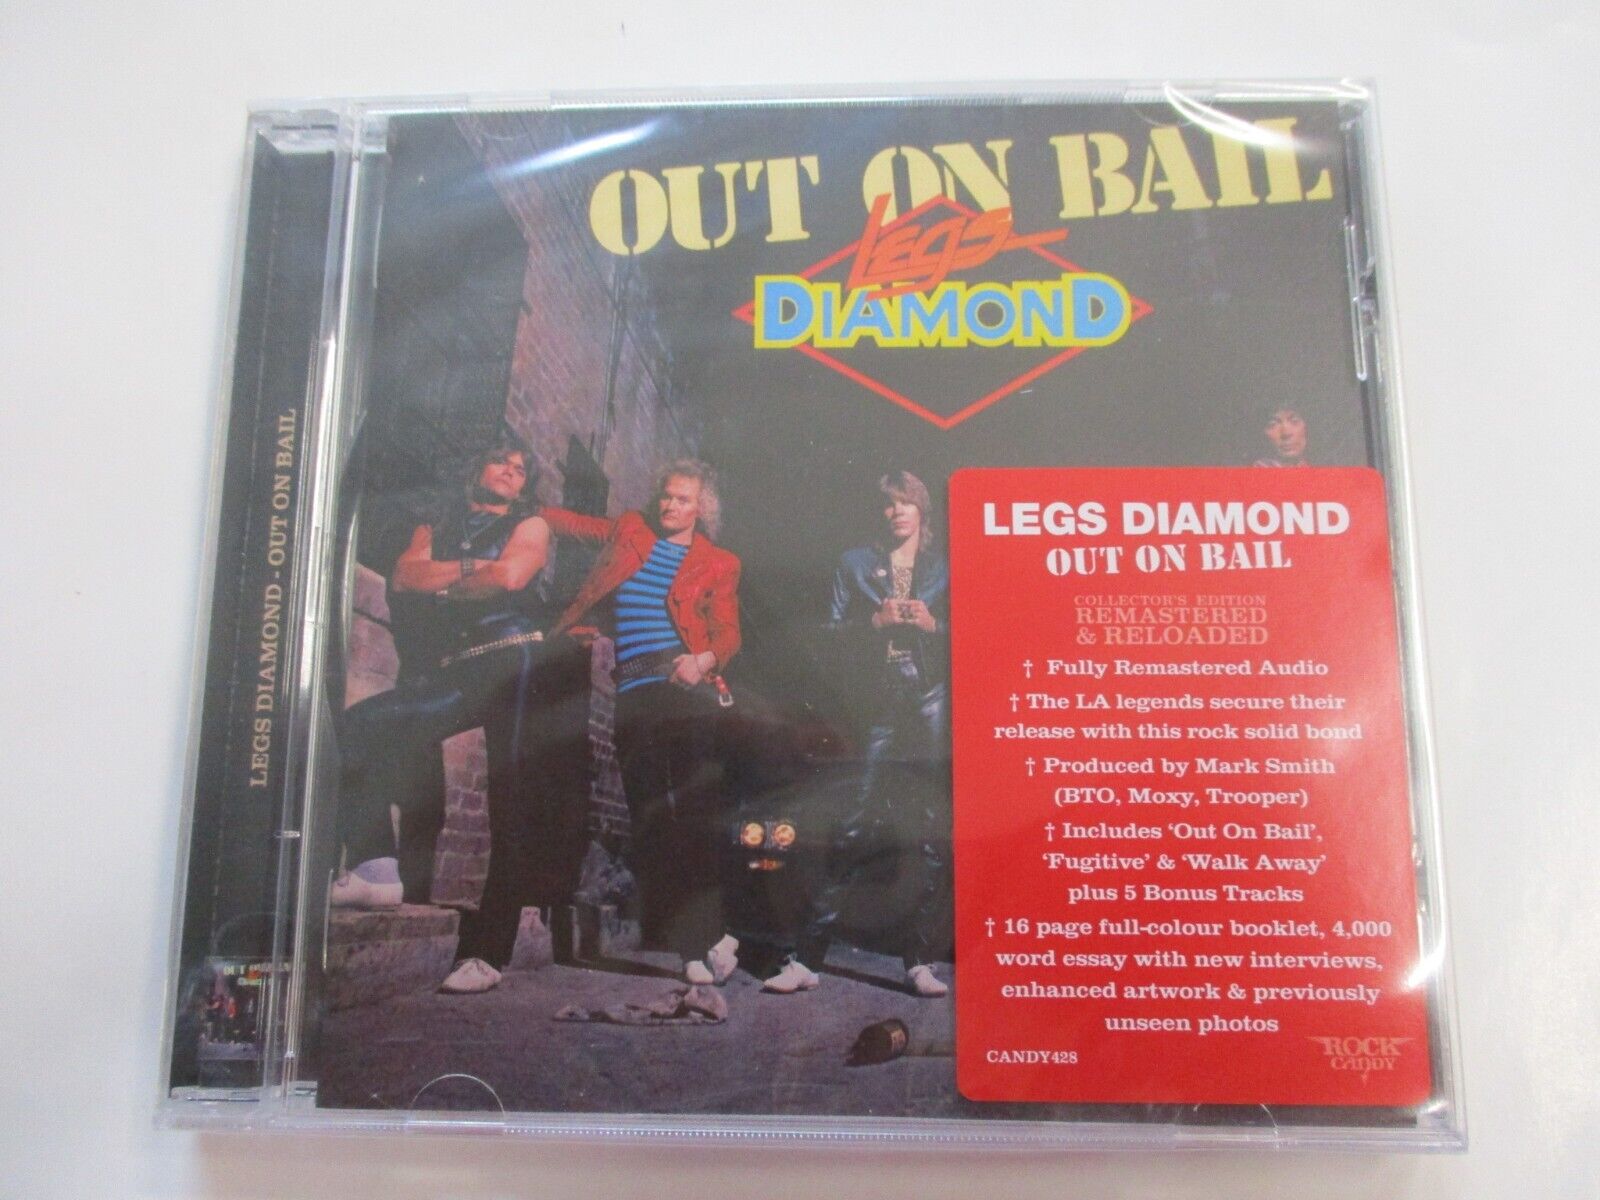 OUT ON BAIL
Legs
DIAMOND
LEGS DIAMOND - OUT ON BAIL
LEGS DIAMOND
OUT ON BAIL
COLLECTOR'S EDITION
REMASTERED
& RELOADED
† Fully Remastered Audio
† The LA legends secure their
release with this rock solid bond
† Produced by Mark Smith
(BTO, Moxy, Trooper)
† Includes ‘Out On Bail’,
‘Fugitive’ & ‘Walk Away’
plus 5 Bonus Tracks
† 16 page full-colour booklet, 4,000
word essay with new interviews,
enhanced artwork & previously
unseen photos
CANDY428
ROCK
CANDY
OUT ON BAIL